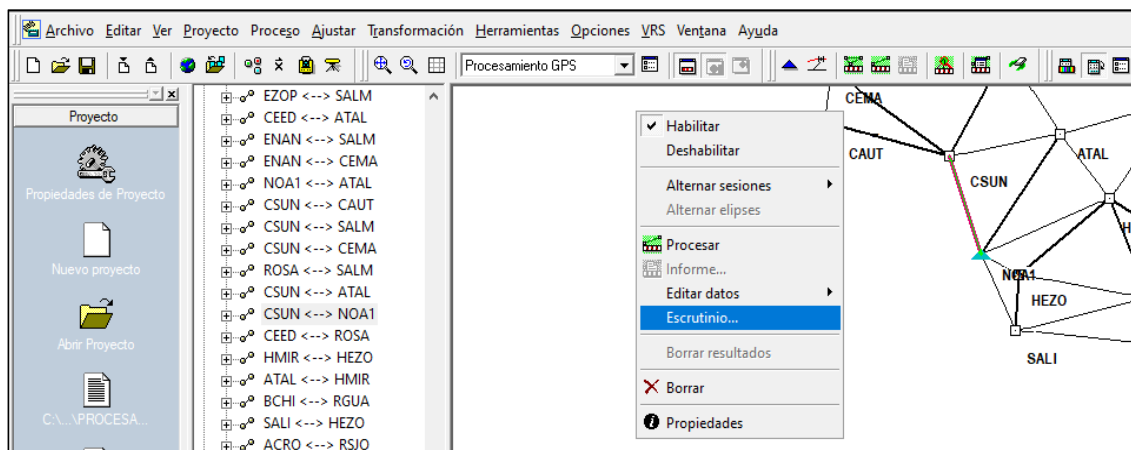 Archivo Editar Ver Proyecto Proceso Ajustar Transformación Herramientas Opciones VRS Ventana Ayuda
Procesamiento GPS
Proyecto
Propiedades de Proyecto
Nuevo proyecto
Abrir Proyecto
C:\...\PROCESA...
EZOP <--> SALM
CEED <--> ATAL
ENAN <--> SALM
ENAN <--> CEMA
NOA1 <--> ATAL
CSUN <--> CAUT
CSUN <--> SALM
CSUN <--> CEMA
ROSA <--> SALM
CSUN <--> ATAL
CSUN <--> NOA1
CEED <--> ROSA
HMIR <--> HEZO
ATAL <--> HMIR
BCHI <--> RGUA
SALI <--> HEZO
ACRO <--> RSJO
Habilitar
Deshabilitar
Alternar sesiones
Alternar elipses
Procesar
Informe...
Editar datos
Escrutinio...
Borrar resultados
Borrar
Propiedades
CEMA
CAUT
ATAL
CSUN
H
NOA1
HEZO
SALI